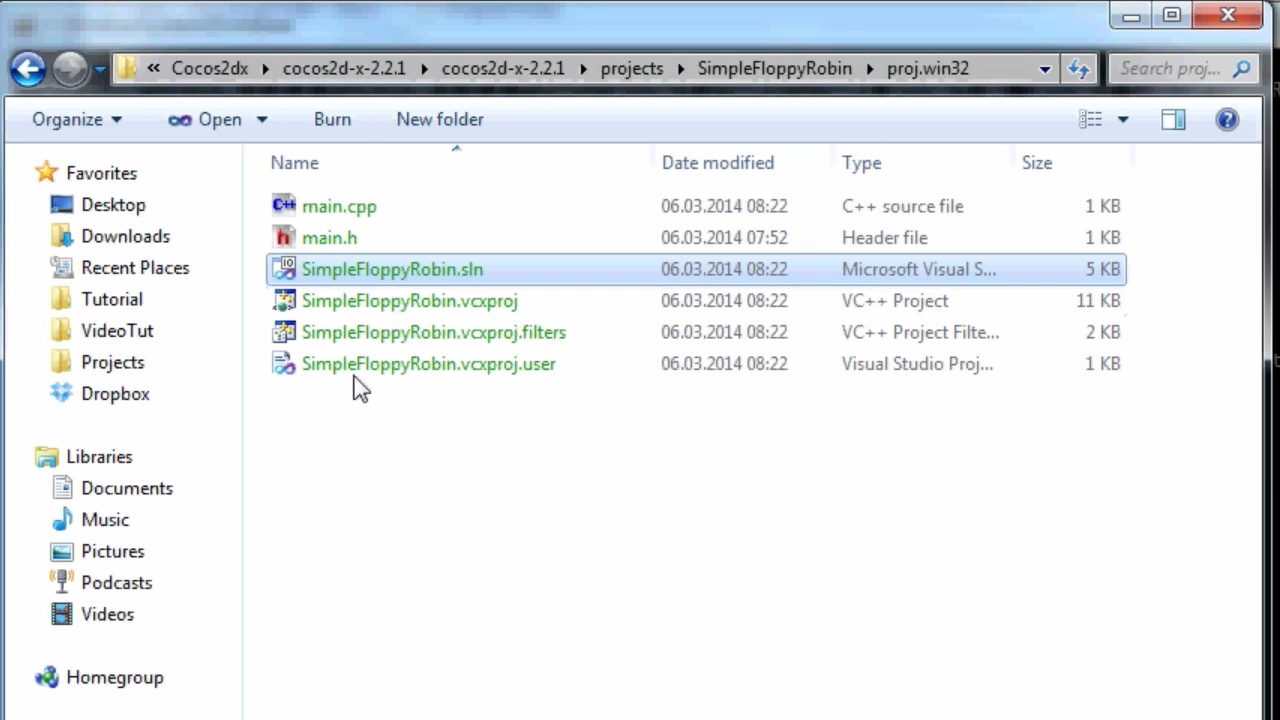 « Cocos2dx cocos2d-x-2.2.1 cocos2d-x-2.2.1 projects SimpleFloppyRobin proj.win32 Search proj...
Organize Open Burn New folder
Name Date modified Type Size
Favorites
Desktop
Downloads
Recent Places
Tutorial
VideoTut
Projects
Dropbox
Libraries
Documents
Music
Pictures
Podcasts
Videos
Homegroup
main.cpp 06.03.2014 08:22 C++ source file 1 KB
main.h 06.03.2014 07:52 Header file 1 KB
SimpleFloppyRobin.sln 06.03.2014 08:22 Microsoft Visual S... 5 KB
SimpleFloppyRobin.vcxproj 06.03.2014 08:22 VC++ Project 11 KB
SimpleFloppyRobin.vcxproj.filters 06.03.2014 08:22 VC++ Project Filte... 2 KB
SimpleFloppyRobin.vcxproj.user 06.03.2014 08:22 Visual Studio Proj... 1 KB